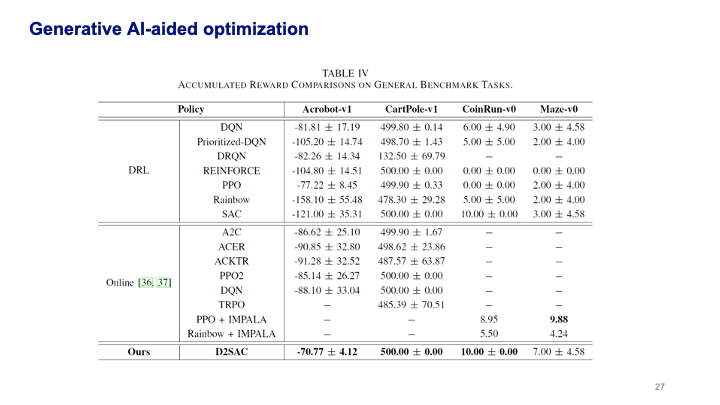 Generative AI-aided optimization
TABLE IV
ACCUMULATED REWARD COMPARISONS ON GENERAL BENCHMARK TASKS.
Policy Acrobot-v1 CartPole-v1 CoinRun-v0 Maze-v0
DQN -81.81 ± 17.19 499.80 ± 0.14 6.00 ± 4.90 3.00 ± 4.58
Prioritized-DQN -105.20 ± 14.74 498.70 ± 1.43 5.00 ± 5.00 2.00 ± 4.00
DRQN -82.26 ± 14.34 132.50 ± 69.79 – –
DRL REINFORCE -104.80 ± 14.51 500.00 ± 0.00 0.00 ± 0.00 0.00 ± 0.00
PPO -77.22 ± 8.45 499.90 ± 0.33 0.00 ± 0.00 2.00 ± 4.00
Rainbow -158.10 ± 55.48 478.30 ± 29.28 5.00 ± 5.00 2.00 ± 4.00
SAC -121.00 ± 35.31 500.00 ± 0.00 10.00 ± 0.00 3.00 ± 4.58
A2C -86.62 ± 25.10 499.90 ± 1.67 – –
ACER -90.85 ± 32.80 498.62 ± 23.86 – –
ACKTR -91.28 ± 32.52 487.57 ± 63.87 – –
Online [36, 37] PPO2 -85.14 ± 26.27 500.00 ± 0.00 – –
DQN -88.10 ± 33.04 500.00 ± 0.00 – –
TRPO – 485.39 ± 70.51 – –
PPO + IMPALA – – 8.95 9.88
Rainbow + IMPALA – – 5.50 4.24
Ours D2SAC -70.77 ± 4.12 500.00 ± 0.00 10.00 ± 0.00 7.00 ± 4.58
27